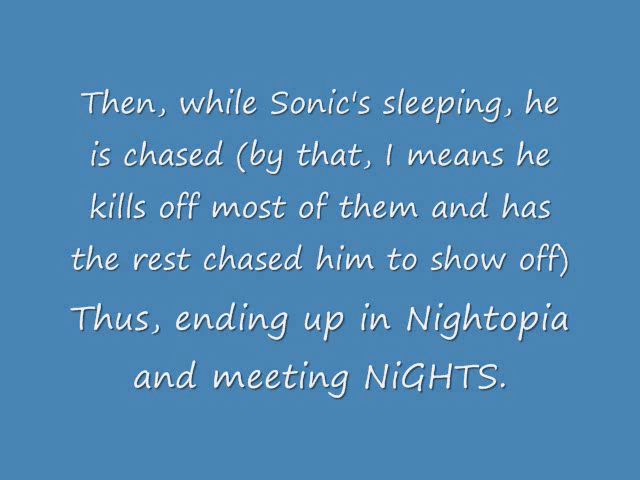 Then, while Sonic's sleeping, he
is chased (by that, I means he
kills off most of them and has
the rest chased him to show off)
Thus, ending up in Nightopia
and meeting NiGHTS.